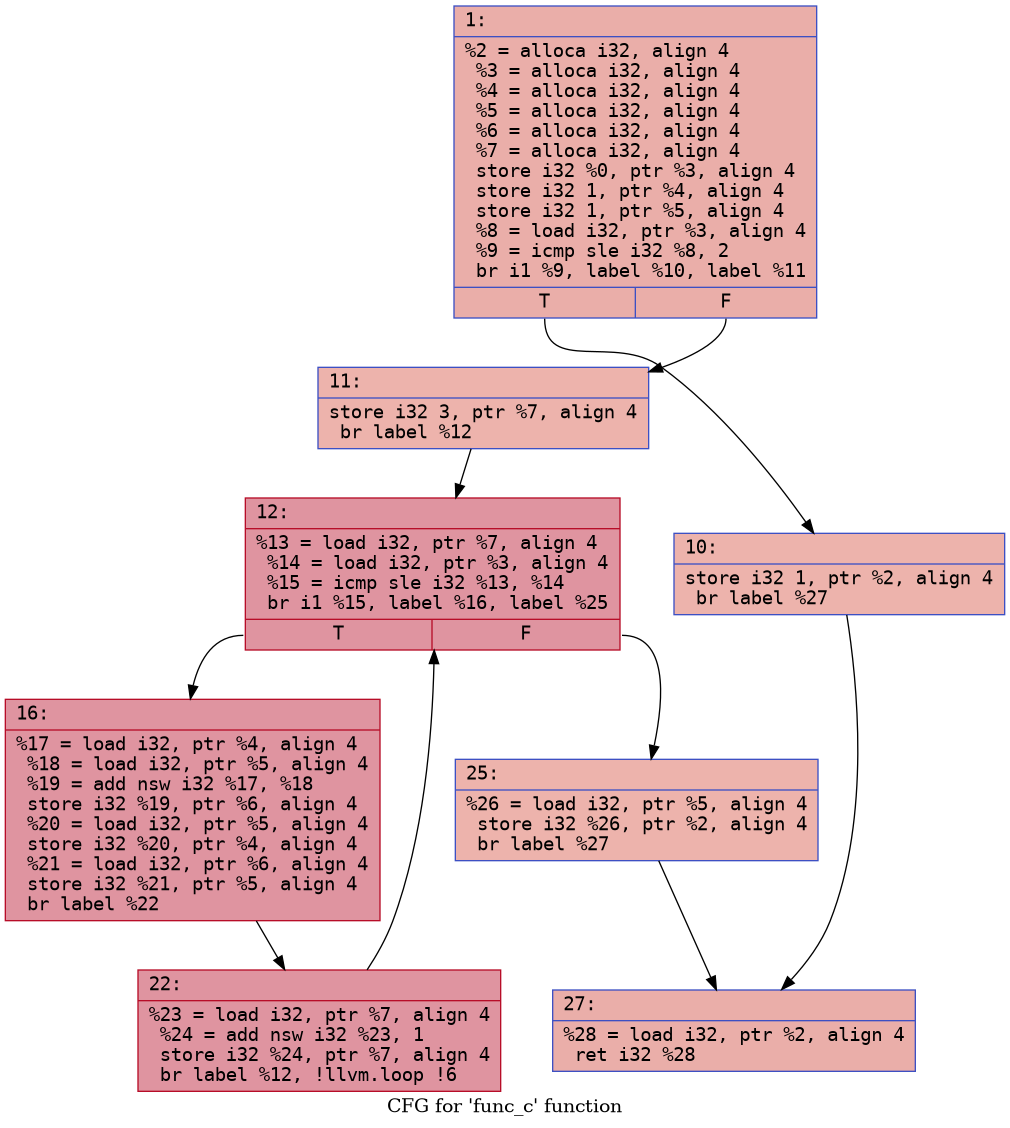 1:
%2 = alloca i32, align 4
%3 = alloca i32, align 4
%4 = alloca i32, align 4
%5 = alloca i32, align 4
%6 = alloca i32, align 4
%7 = alloca i32, align 4
store i32 %0, ptr %3, align 4
store i32 1, ptr %4, align 4
store i32 1, ptr %5, align 4
%8 = load i32, ptr %3, align 4
%9 = icmp sle i32 %8, 2
br i1 %9, label %10, label %11
T F
11:
store i32 3, ptr %7, align 4
br label %12
12:
%13 = load i32, ptr %7, align 4
%14 = load i32, ptr %3, align 4
%15 = icmp sle i32 %13, %14
br i1 %15, label %16, label %25
T F
10:
store i32 1, ptr %2, align 4
br label %27
16:
%17 = load i32, ptr %4, align 4
%18 = load i32, ptr %5, align 4
%19 = add nsw i32 %17, %18
store i32 %19, ptr %6, align 4
%20 = load i32, ptr %5, align 4
store i32 %20, ptr %4, align 4
%21 = load i32, ptr %6, align 4
store i32 %21, ptr %5, align 4
br label %22
25:
%26 = load i32, ptr %5, align 4
store i32 %26, ptr %2, align 4
br label %27
22:
%23 = load i32, ptr %7, align 4
%24 = add nsw i32 %23, 1
store i32 %24, ptr %7, align 4
br label %12, !llvm.loop !6
27:
%28 = load i32, ptr %2, align 4
ret i32 %28
CFG for 'func_c' function